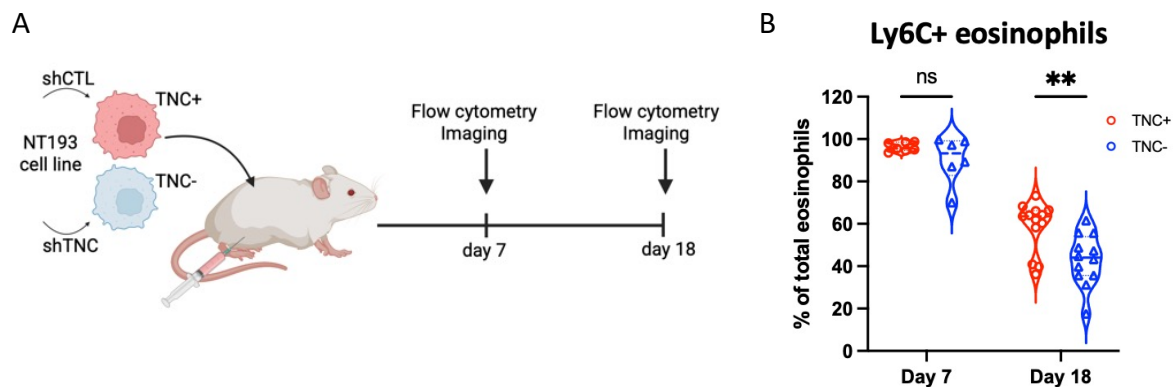 A
shCTL
TNC+
NT193
cell line
TNC-
shTNC
Flow cytometry
Imaging
Flow cytometry
Imaging
day 7
day 18
B
Ly6C+ eosinophils
ns
**
% of total eosinophils
120
100
80
60
40
20
0
Day 7
Day 18
TNC+
TNC-